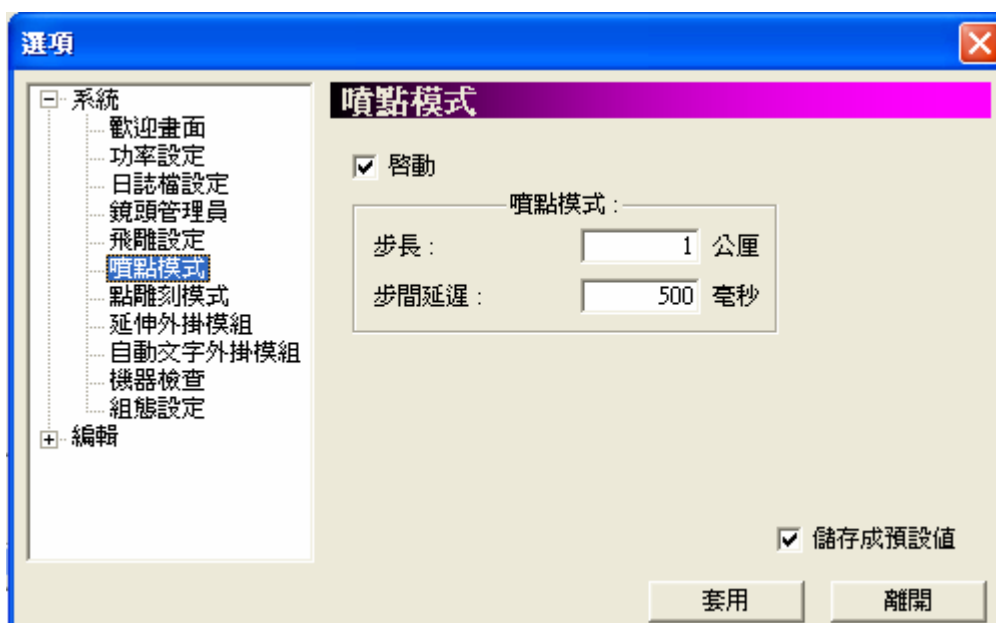 選項
系統
歡迎畫面
功率設定
日誌檔設定
鏡頭管理員
飛雕設定
噴點模式
點雕刻模式
延伸外掛模組
自動文字外掛模組
機器檢查
組態設定
編輯
噴點模式
啓動
噴點模式 :
步長 : 1 公厘
步間延遲 : 500 毫秒
儲存成預設值
套用 離開